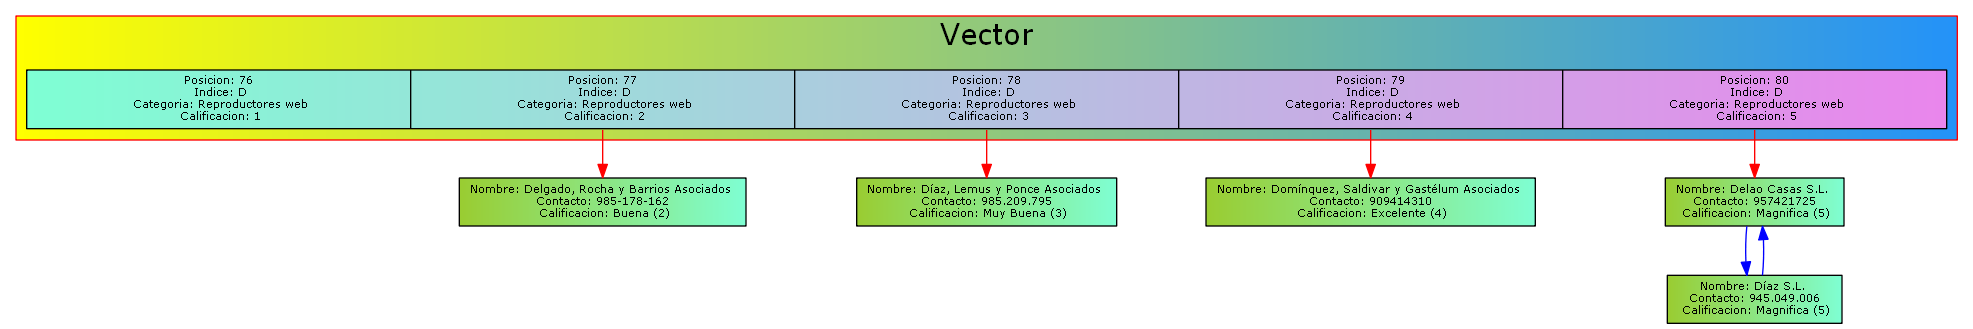 Vector
Posicion: 76
Indice: D
Categoria: Reproductores web
Calificacion: 1
Posicion: 77
Indice: D
Categoria: Reproductores web
Calificacion: 2
Posicion: 78
Indice: D
Categoria: Reproductores web
Calificacion: 3
Posicion: 79
Indice: D
Categoria: Reproductores web
Calificacion: 4
Posicion: 80
Indice: D
Categoria: Reproductores web
Calificacion: 5
Nombre: Delgado, Rocha y Barrios Asociados
Contacto: 985-178-162
Calificacion: Buena (2)
Nombre: Díaz, Lemus y Ponce Asociados
Contacto: 985.209.795
Calificacion: Muy Buena (3)
Nombre: Domínquez, Saldivar y Gastélum Asociados
Contacto: 909414310
Calificacion: Excelente (4)
Nombre: Delao Casas S.L.
Contacto: 957421725
Calificacion: Magnifica (5)
Nombre: Díaz S.L.
Contacto: 945.049.006
Calificacion: Magnifica (5)